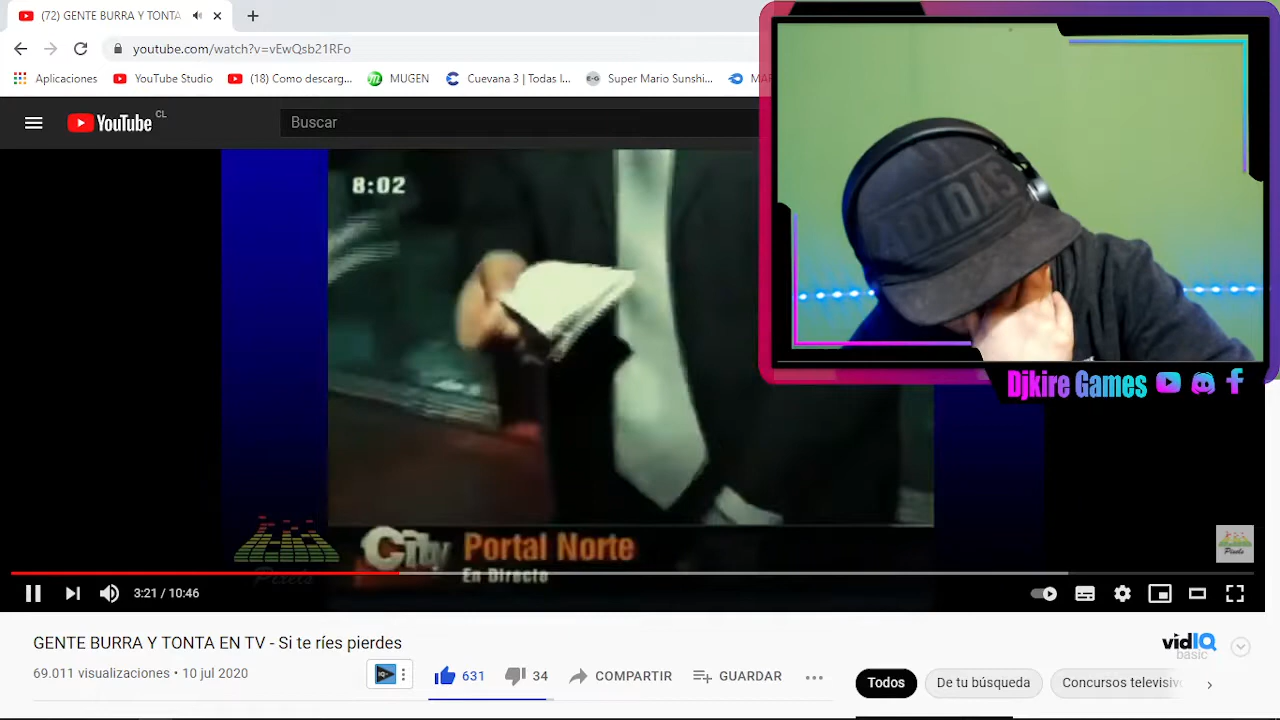 (72) GENTE BURRA Y TONTA
youtube.com/watch?v=vEwQsb21RFo
Aplicaciones
YouTube Studio
(18) Como descarg...
MUGEN
Cuevana 3 | Todas l...
Super Mario Sunshi...
YouTube CL
Buscar
8:02
ADIDAS
Djkire Games
City
Portal Norte
En Directo
Pixels
Pixels
3:21 / 10:46
GENTE BURRA Y TONTA EN TV - Si te ríes pierdes
69.011 visualizaciones • 10 jul 2020
631
34
COMPARTIR
GUARDAR
vidIQ
basic
Todos
De tu búsqueda
Concursos televisiv